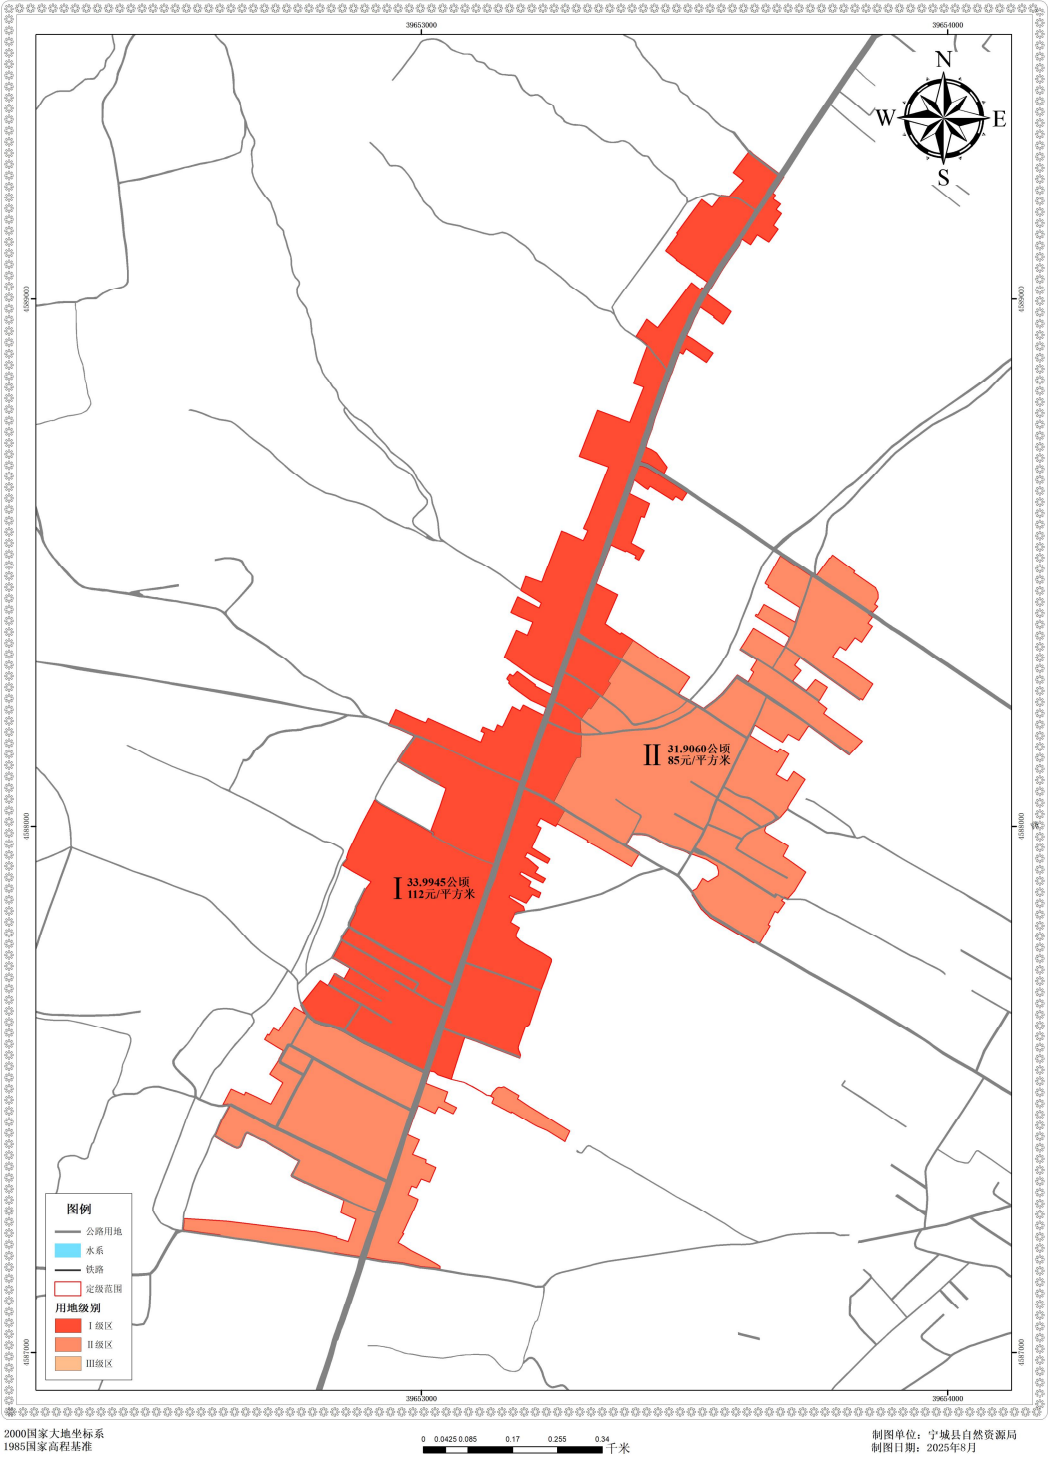 39653000
39654000
N
W
E
S
4589000
4589000
II 31.9060公顷
85元/平方米
4588000
I 33.9945公顷
112元/平方米
图例
公路用地
水系
铁路
定级范围
用地级别
I级区
II级区
III级区
4587000
4587000
39653000
39654000
2000国家大地坐标系
1985国家高程基准
0 0.0425 0.085 0.17 0.255 0.34
千米
制图单位：宁城县自然资源局
制图日期：2025年8月